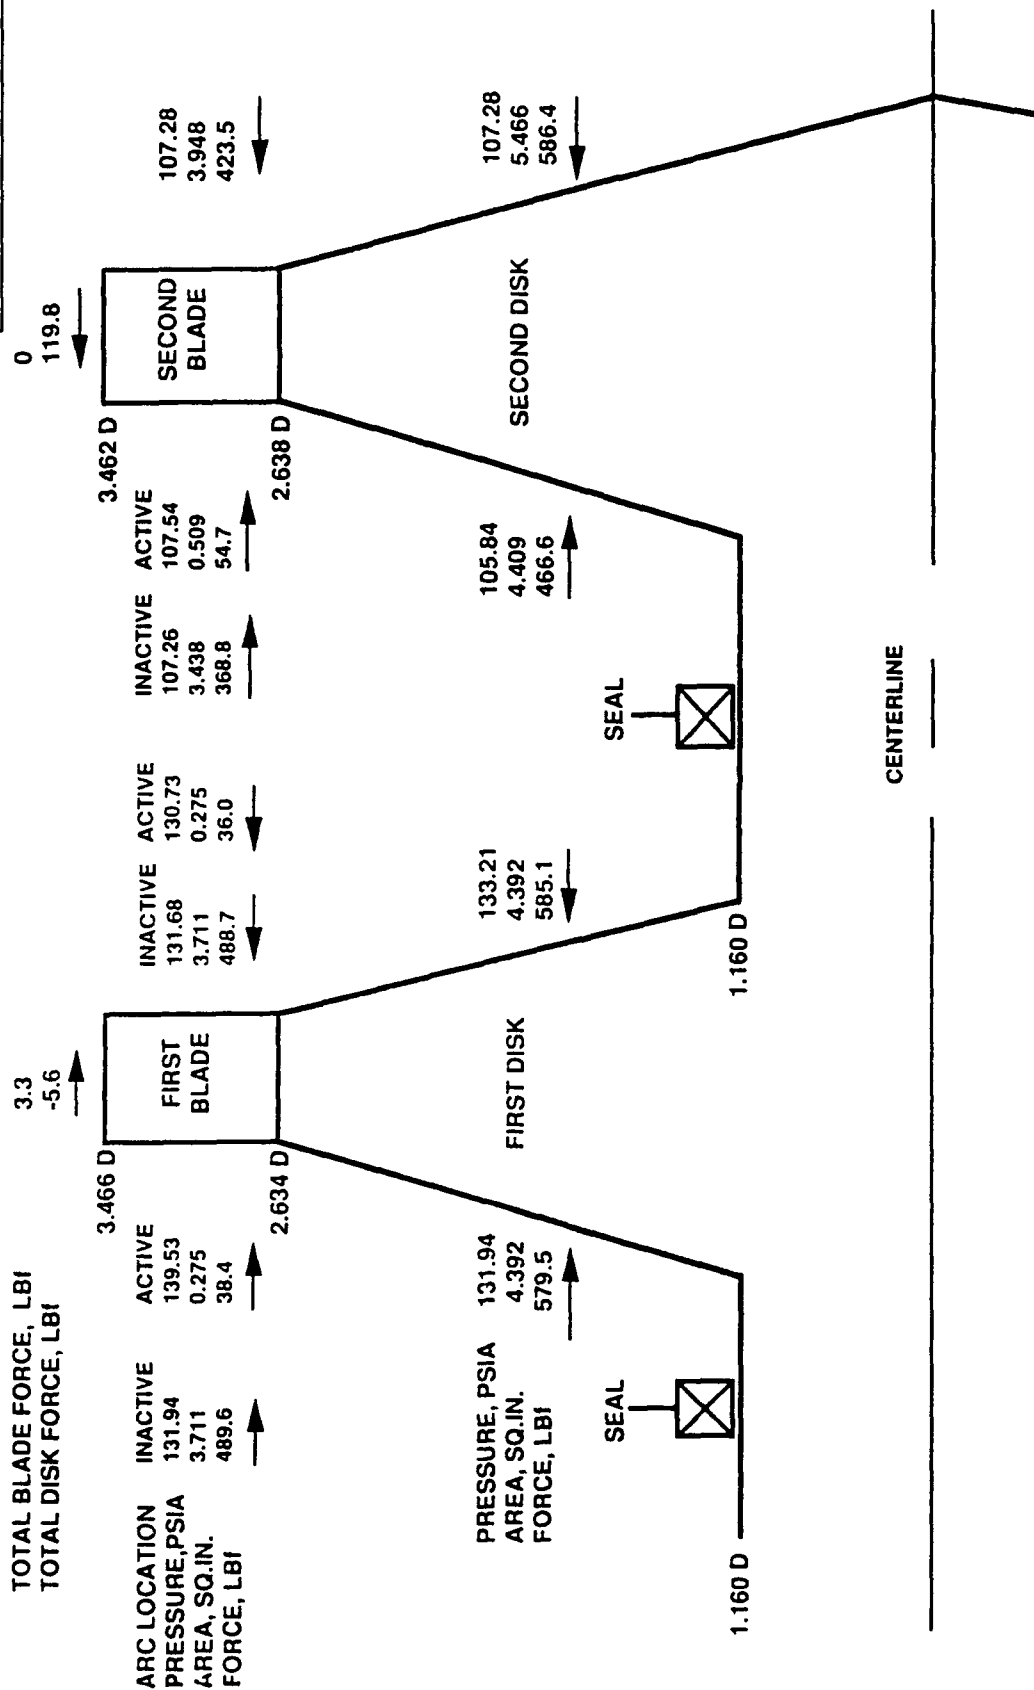 TOTAL BLADE FORCE, LBf
TOTAL DISK FORCE, LBf
3.3
-5.6
0
119.8
ARC LOCATION
PRESSURE,PSIA
AREA, SQ.IN.
FORCE, LBf
INACTIVE
131.94
3.711
489.6
ACTIVE
139.53
0.275
38.4
3.466 D
2.634 D
FIRST
BLADE
INACTIVE
131.68
3.711
488.7
ACTIVE
130.73
0.275
36.0
INACTIVE
107.26
3.438
368.8
ACTIVE
107.54
0.509
54.7
3.462 D
2.638 D
SECOND
BLADE
107.28
3.948
423.5
PRESSURE, PSIA
AREA, SQ.IN.
FORCE, LBf
131.94
4.392
579.5
FIRST DISK
133.21
4.392
585.1
105.84
4.409
466.6
SECOND DISK
107.28
5.466
586.4
SEAL
SEAL
1.160 D
1.160 D
CENTERLINE